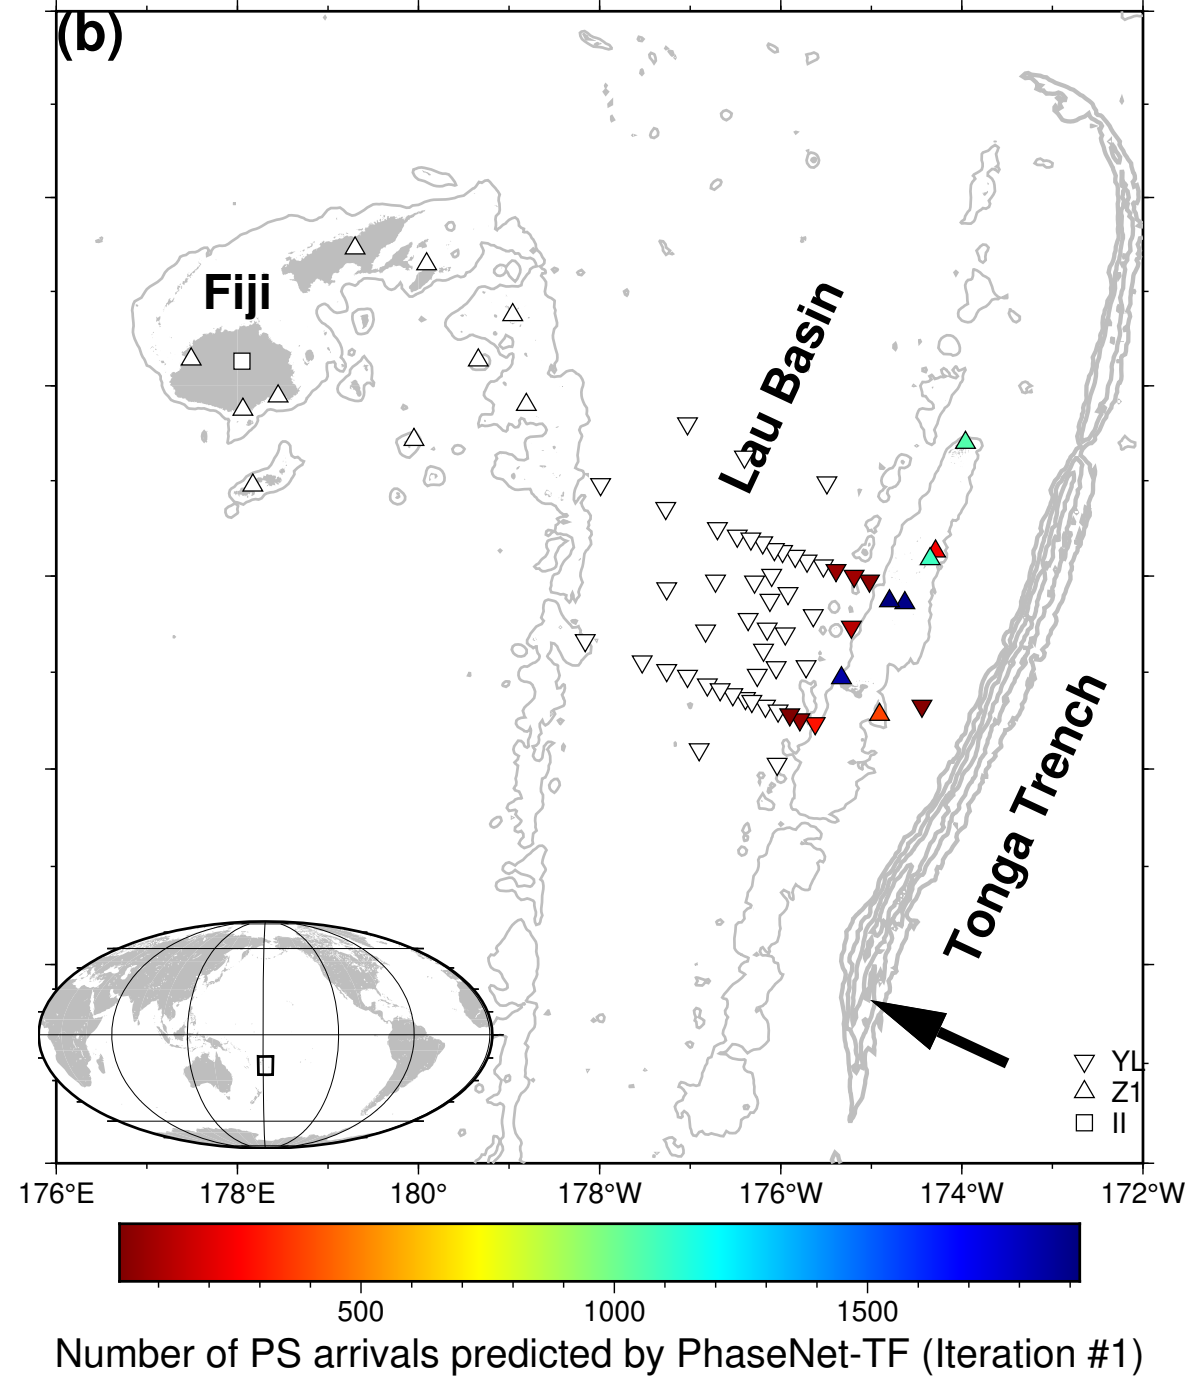 (b)
Fiji
Lau Basin
Tonga Trench
YL
Z1
II
176°E 178°E 180° 178°W 176°W 174°W 172°W
500 1000 1500
Number of PS arrivals predicted by PhaseNet-TF (Iteration #1)